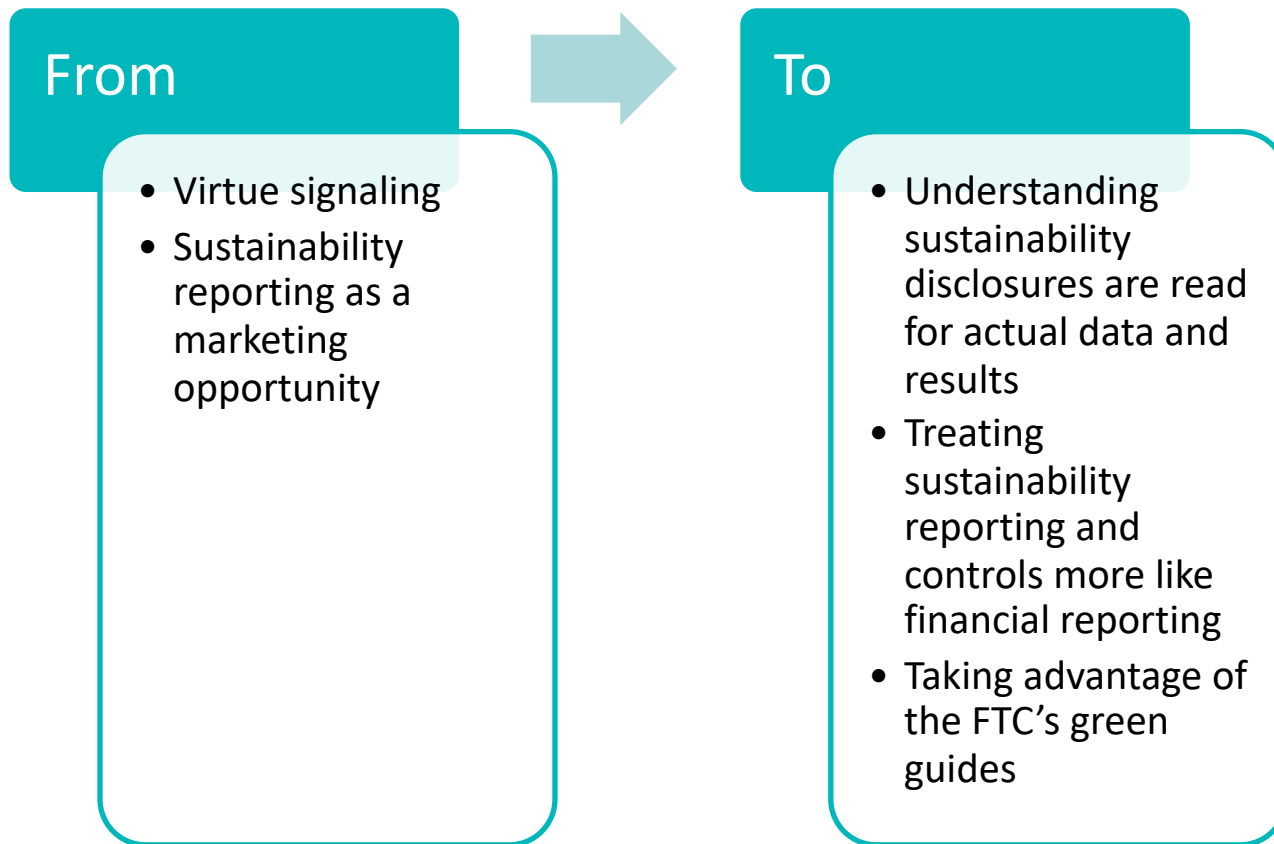 From
• Virtue signaling
• Sustainability
reporting as a
marketing
opportunity
To
• Understanding
sustainability
disclosures are read
for actual data and
results
• Treating
sustainability
reporting and
controls more like
financial reporting
• Taking advantage of
the FTC’s green
guides